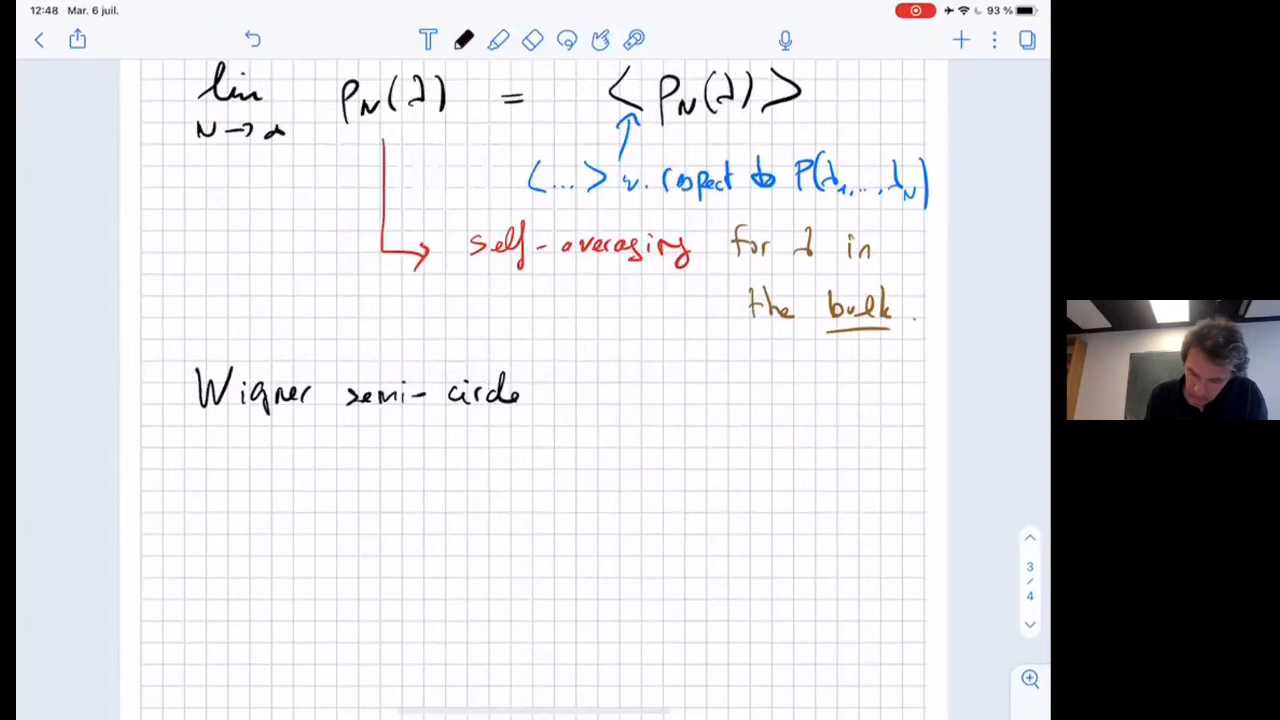 12:48 Mar. 6 juil.
93 %
lim ρN(λ) = < ρN(λ) >
N → ∞
<...> w. respect to P(λ1,..., λN)
self-averaging for λ in
the bulk.
Wigner semi-circle
3
/
4